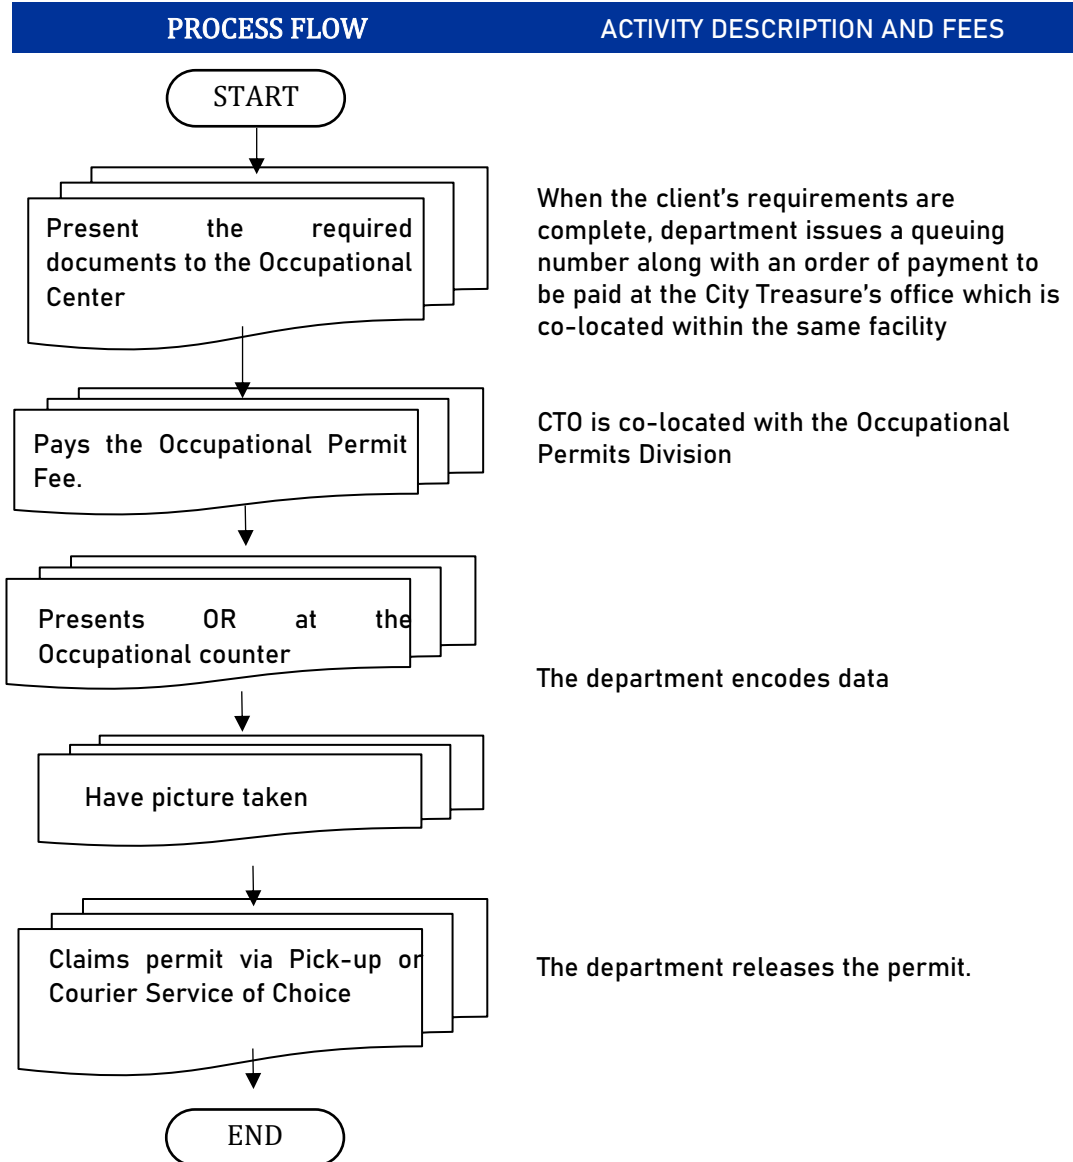 PROCESS FLOW
ACTIVITY DESCRIPTION AND FEES
START
Present the required
documents to the Occupational
Center
When the client's requirements are
complete, department issues a queuing
number along with an order of payment to
be paid at the City Treasure's office which is
co-located within the same facility
Pays the Occupational Permit
Fee.
CTO is co-located with the Occupational
Permits Division
Presents OR at the
Occupational counter
The department encodes data
Have picture taken
Claims permit via Pick-up or
Courier Service of Choice
The department releases the permit.
END